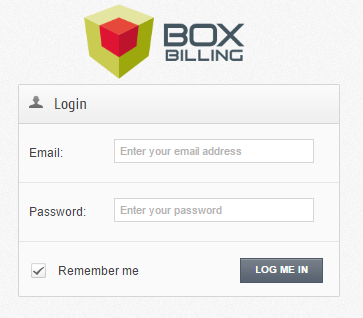 BOX
BILLING
Login
Email:
Enter your email address
Password:
Enter your password
Remember me
LOG ME IN